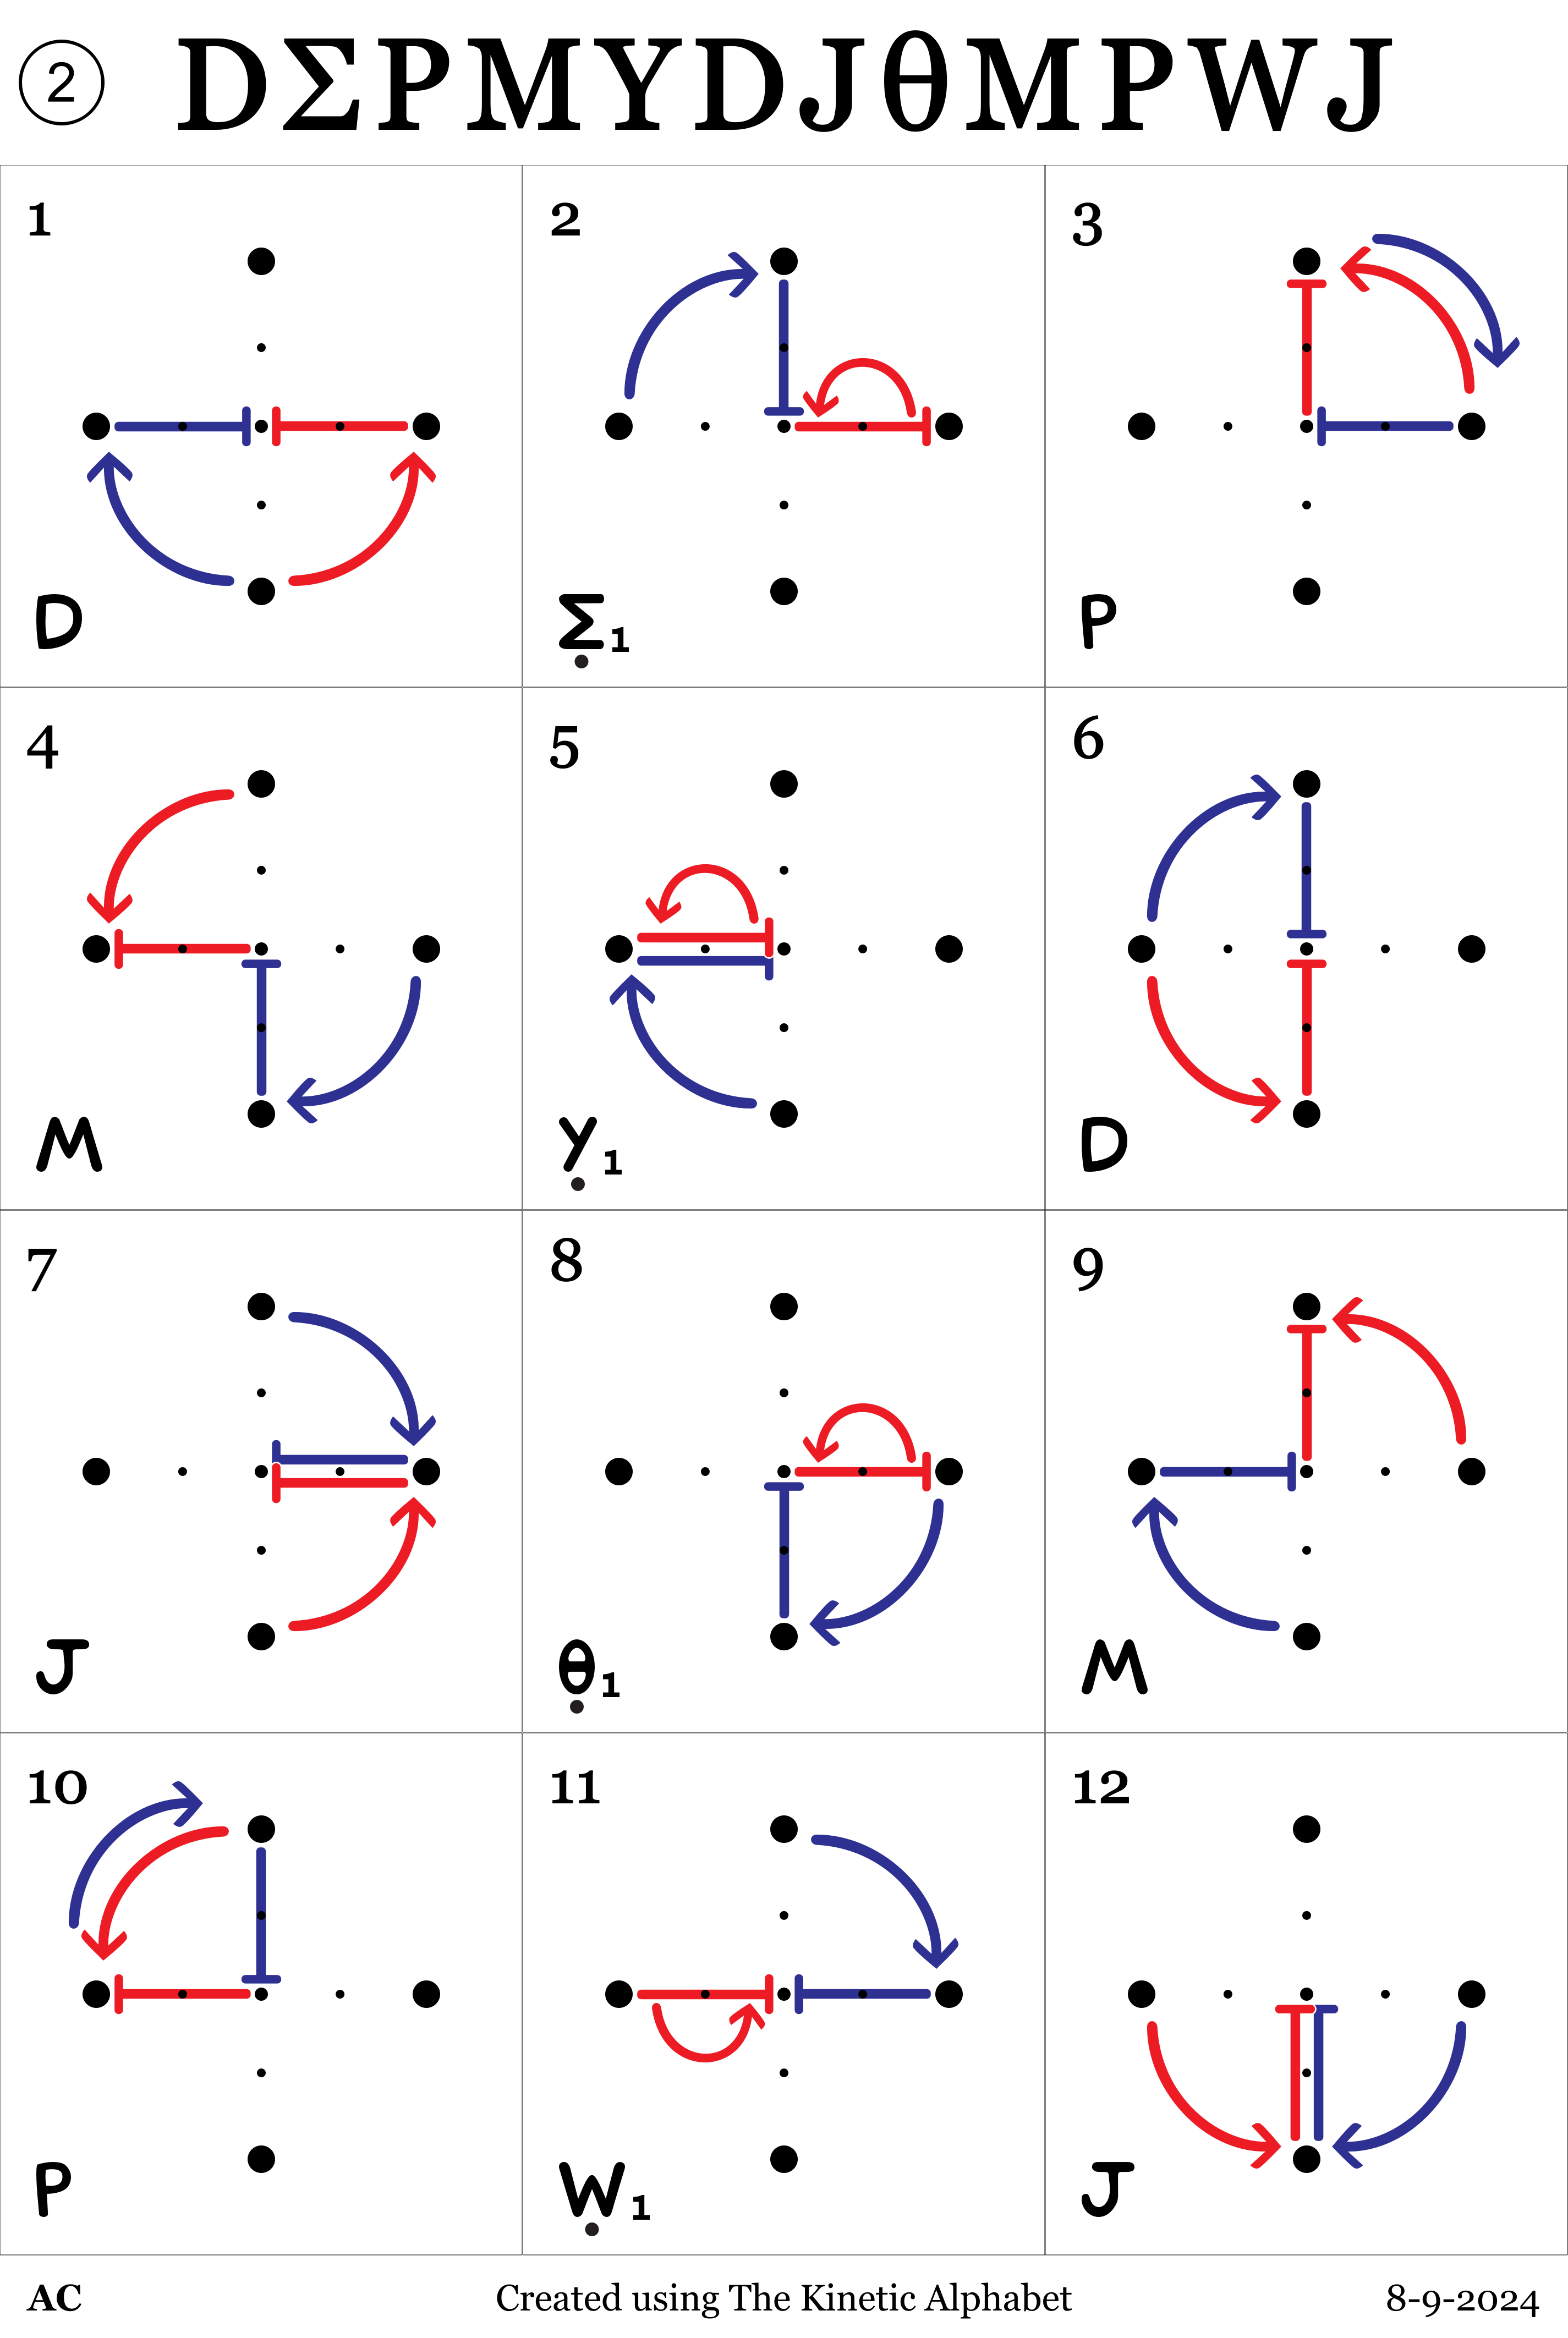 2 DΣPMYDJθMPWJ
1 2 3
D Σ1 P
4 5 6
M Y1 D
7 8 9
J θ1 M
10 11 12
P W1 J
AC Created using The Kinetic Alphabet 8-9-2024